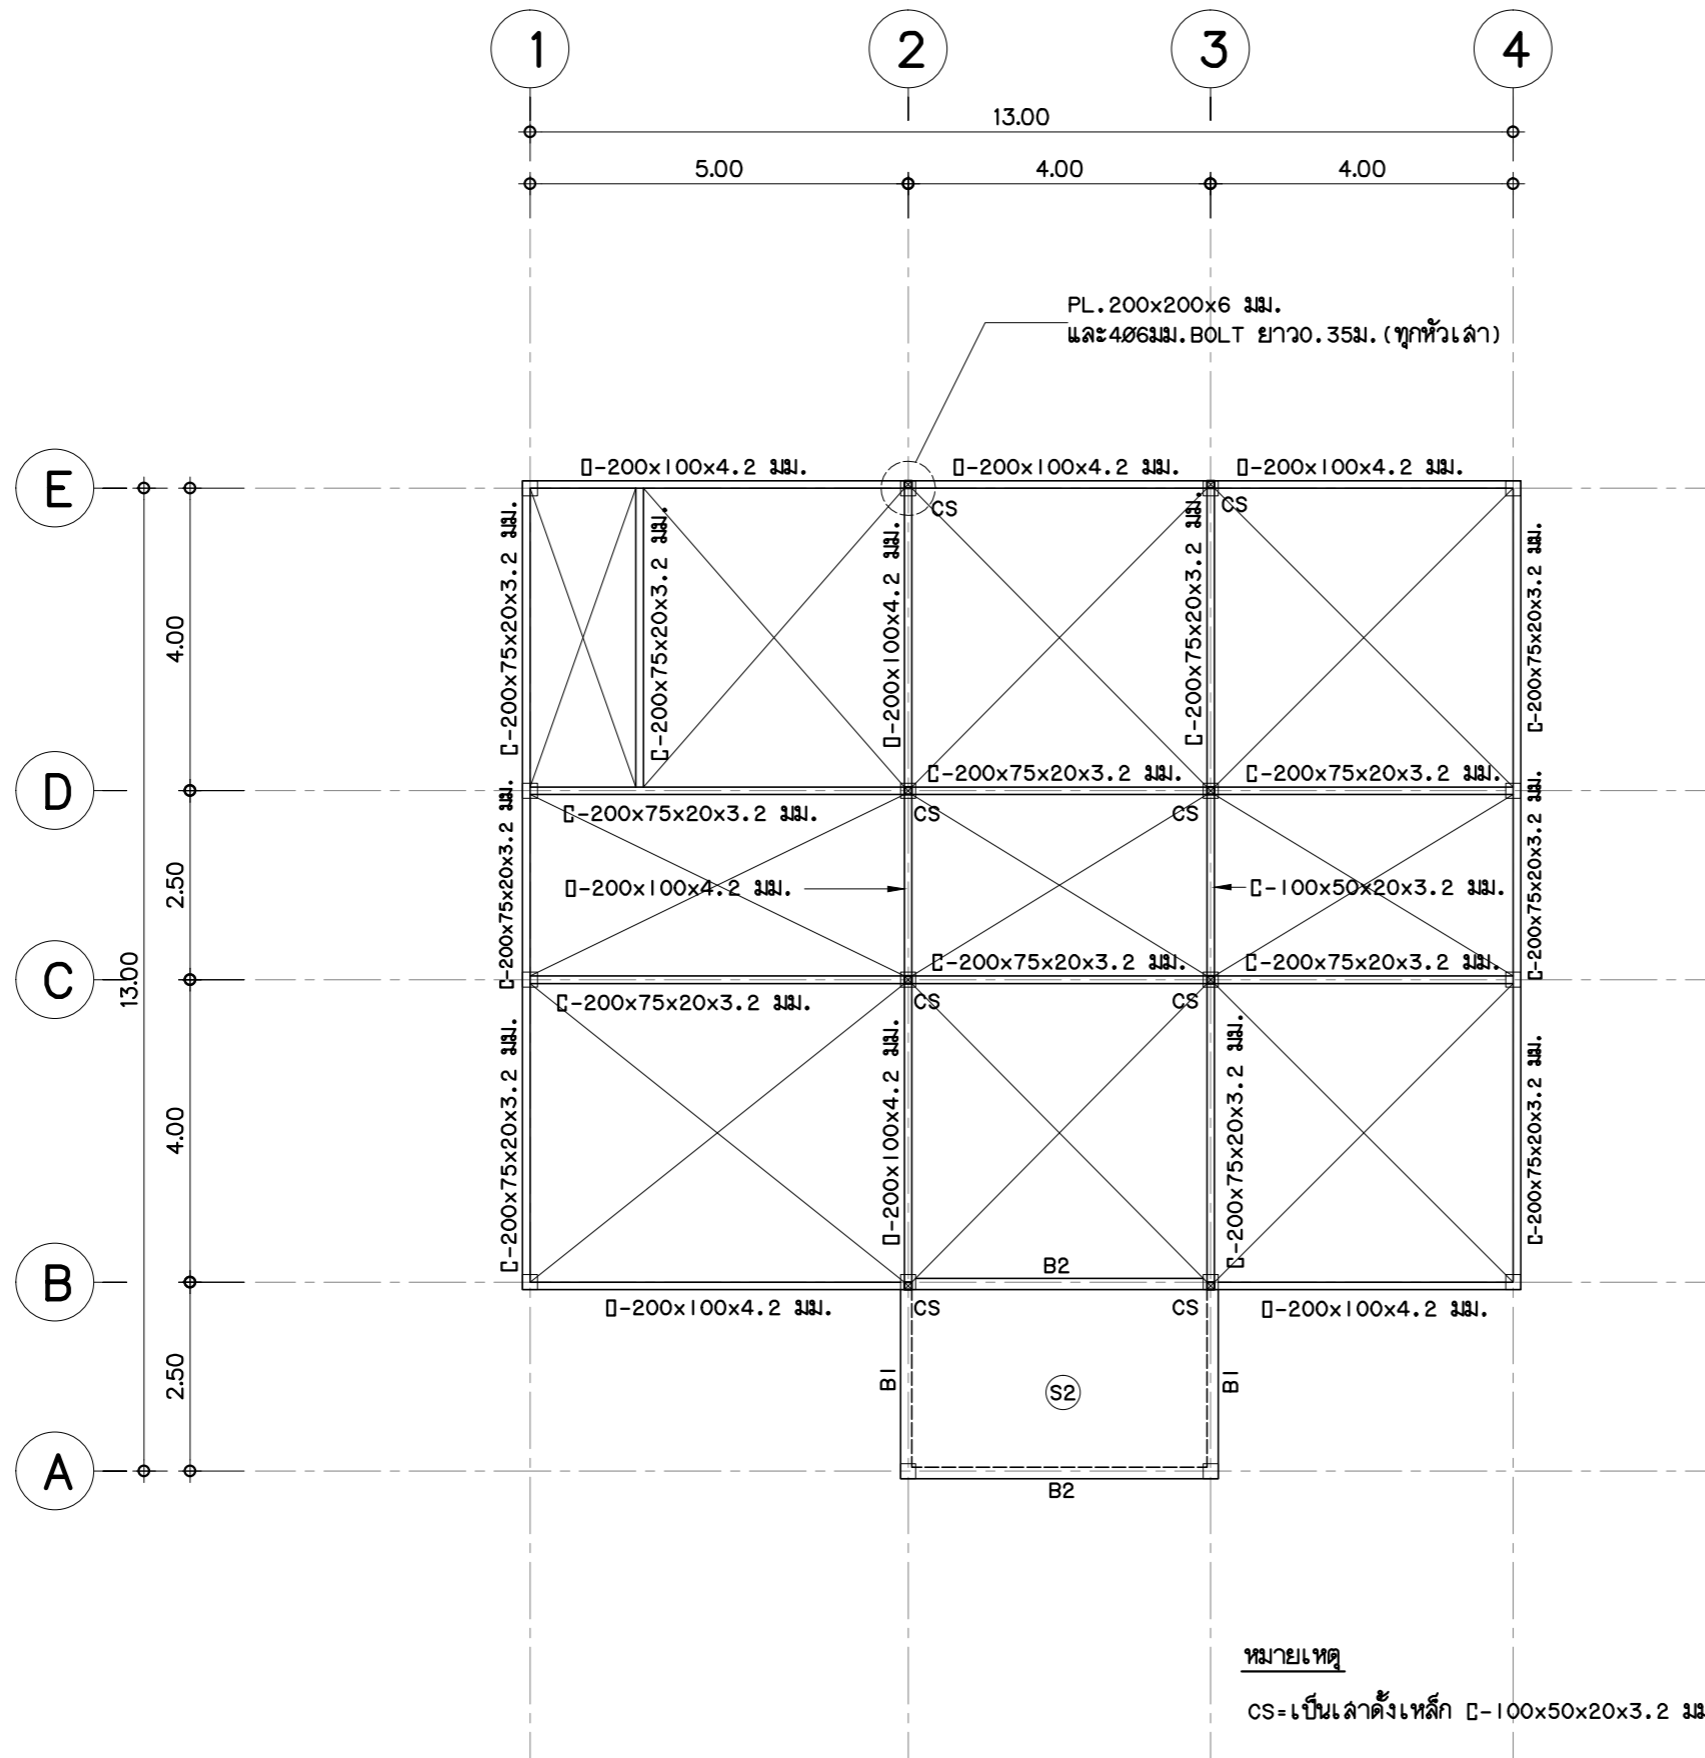 1 2 3 4
13.00
5.00 4.00 4.00
PL.200x200x6 มม.
และ4Ø6มม.BOLT ยาว0.35ม.(ทุกหัวเสา)
E
-200x100x4.2 มม. -200x100x4.2 มม. -200x100x4.2 มม.
CS CS
C-200x75x20x3.2 มม. C-200x75x20x3.2 มม. -200x100x4.2 มม. C-200x75x20x3.2 มม. C-200x75x20x3.2 มม.
4.00
D
C-200x75x20x3.2 มม. C-200x75x20x3.2 มม.
C-200x75x20x3.2 มม. CS CS
C-200x75x20x3.2 มม. C-200x75x20x3.2 มม.
2.50
-200x100x4.2 มม. C-100x50x20x3.2 มม.
C
13.00
C-200x75x20x3.2 มม. C-200x75x20x3.2 มม.
C-200x75x20x3.2 มม. CS CS
C-200x75x20x3.2 มม. -200x100x4.2 มม. C-200x75x20x3.2 มม. C-200x75x20x3.2 มม.
4.00
B
B2
-200x100x4.2 มม. CS CS -200x100x4.2 มม.
2.50
B1 S2 B1
A
B2
หมายเหตุ
CS=เป็นเสาดั้งเหล็ก C-100x50x20x3.2 มม